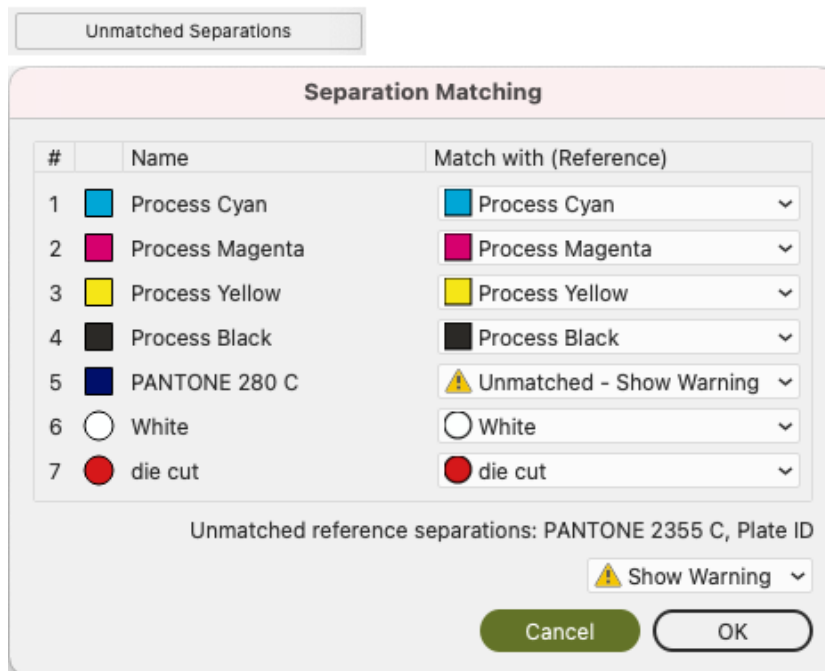 Unmatched Separations
Separation Matching
# Name Match with (Reference)
1 Process Cyan Process Cyan
2 Process Magenta Process Magenta
3 Process Yellow Process Yellow
4 Process Black Process Black
5 PANTONE 280 C Unmatched - Show Warning
6 White White
7 die cut die cut
Unmatched reference separations: PANTONE 2355 C, Plate ID
Show Warning
Cancel OK